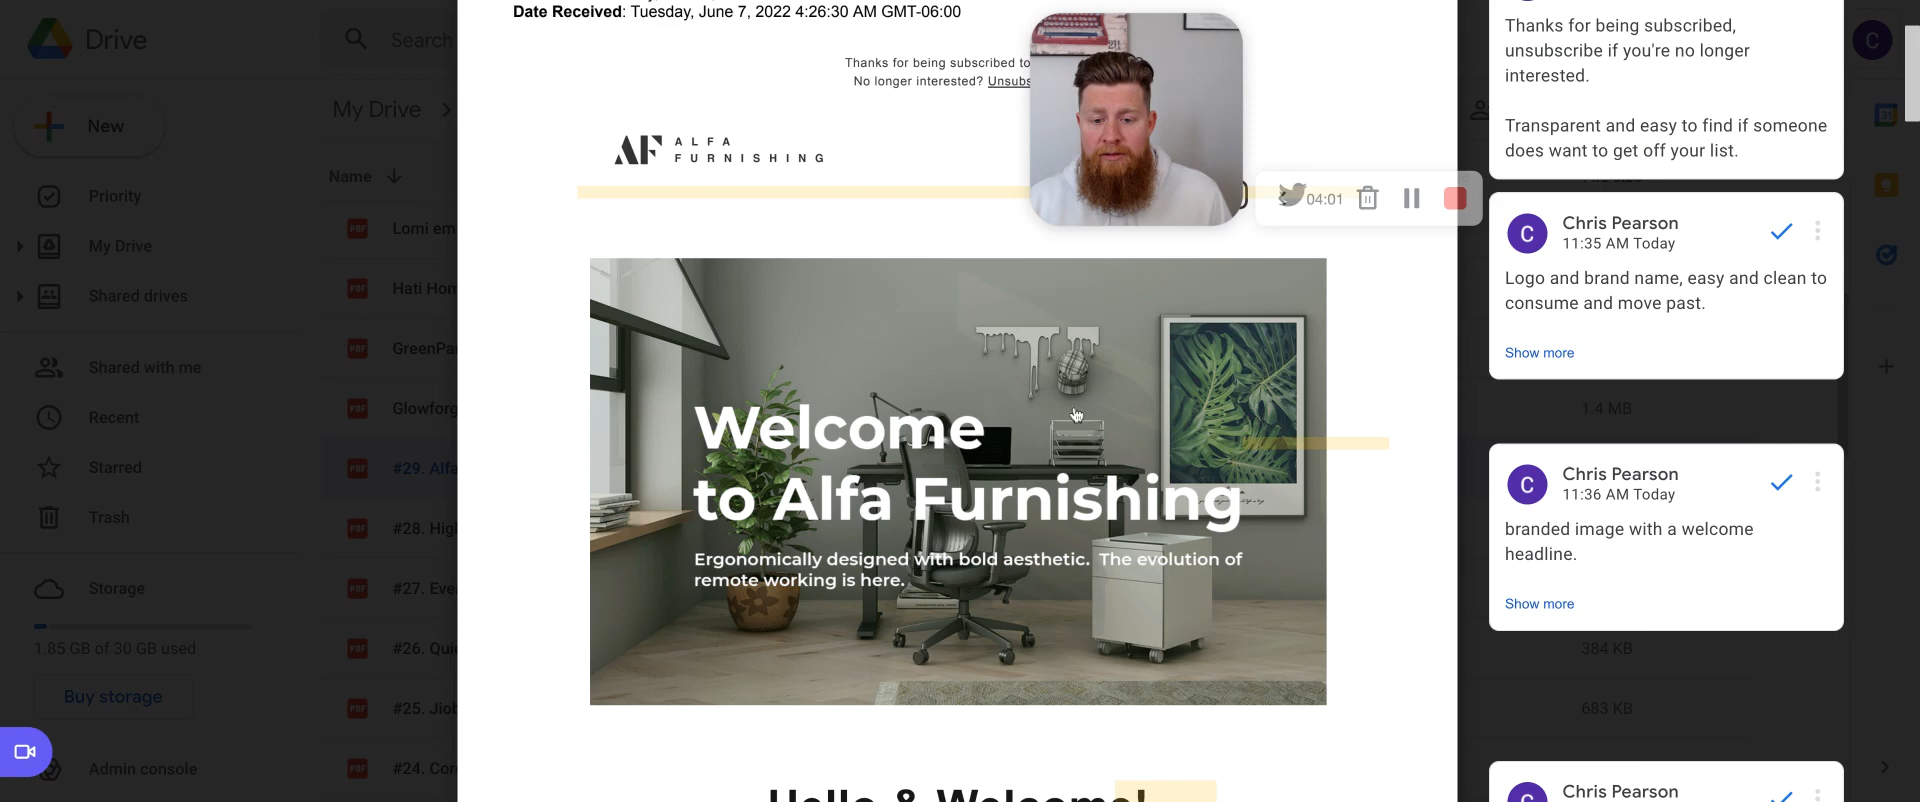 Drive
Search
New
My Drive
Name
Priority
My Drive
Shared drives
Shared with me
Recent
Starred
Trash
Storage
1.85 GB of 30 GB used
Buy storage
Admin console
Lomi em
Hati Hom
GreenPa
Glowforg
#29. Alfa
#28. Hig
#27. Eve
#26. Qui
#25. Jiob
#24. Cor
Date Received: Tuesday, June 7, 2022 4:26:30 AM GMT-06:00
Thanks for being subscribed to
No longer interested? Unsubs
AF ALFA
FURNISHING
04:01
Welcome
to Alfa Furnishing
Ergonomically designed with bold aesthetic. The evolution of
remote working is here.
Hello & Welcome!
Thanks for being subscribed,
unsubscribe if you're no longer
interested.
Transparent and easy to find if someone
does want to get off your list.
C
C
Chris Pearson
11:35 AM Today
Logo and brand name, easy and clean to
consume and move past.
Show more
1.4 MB
C
Chris Pearson
11:36 AM Today
branded image with a welcome
headline.
Show more
384 KB
683 KB
C
Chris Pearson